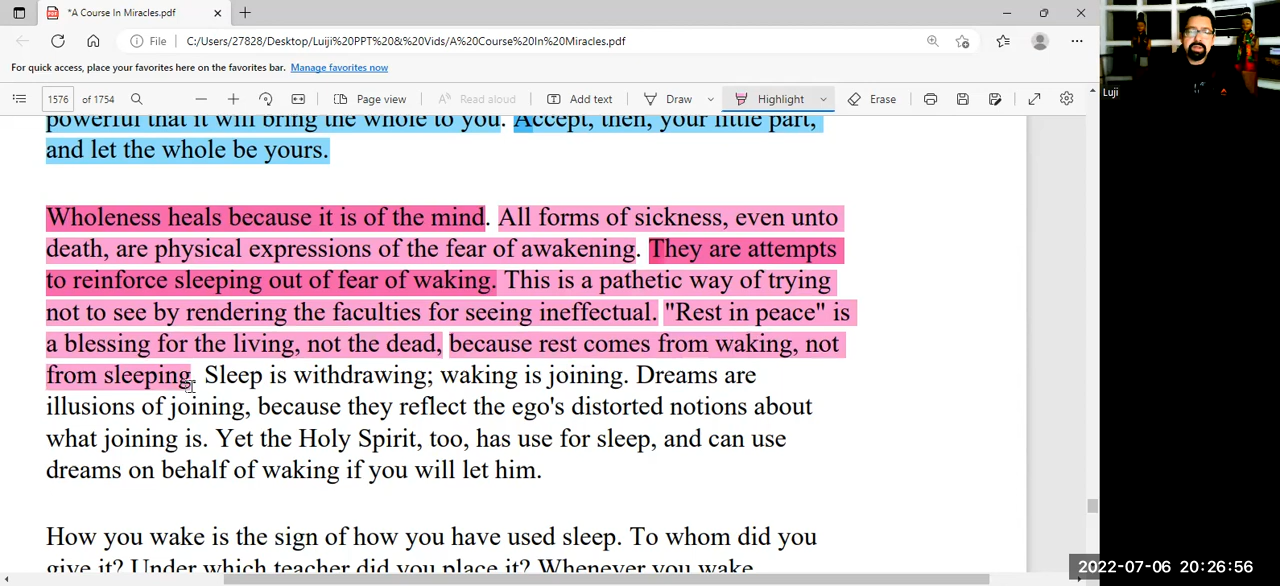 *A Course In Miracles.pdf
File
C:/Users/27828/Desktop/Luiji%20PPT%20&%20Vids/A%20Course%20In%20Miracles.pdf
For quick access, place your favorites here on the favorites bar. Manage favorites now
1576 of 1754
Page view
Read aloud
Add text
Draw
Highlight
Erase
Luji
powerful that it will bring the whole to you. Accept, then, your little part,
and let the whole be yours.
Wholeness heals because it is of the mind. All forms of sickness, even unto
death, are physical expressions of the fear of awakening. They are attempts
to reinforce sleeping out of fear of waking. This is a pathetic way of trying
not to see by rendering the faculties for seeing ineffectual. "Rest in peace" is
a blessing for the living, not the dead, because rest comes from waking, not
from sleeping. Sleep is withdrawing; waking is joining. Dreams are
illusions of joining, because they reflect the ego's distorted notions about
what joining is. Yet the Holy Spirit, too, has use for sleep, and can use
dreams on behalf of waking if you will let him.
How you wake is the sign of how you have used sleep. To whom did you
give it? Under which teacher did you place it? Whenever you wake
2022-07-06 20:26:56